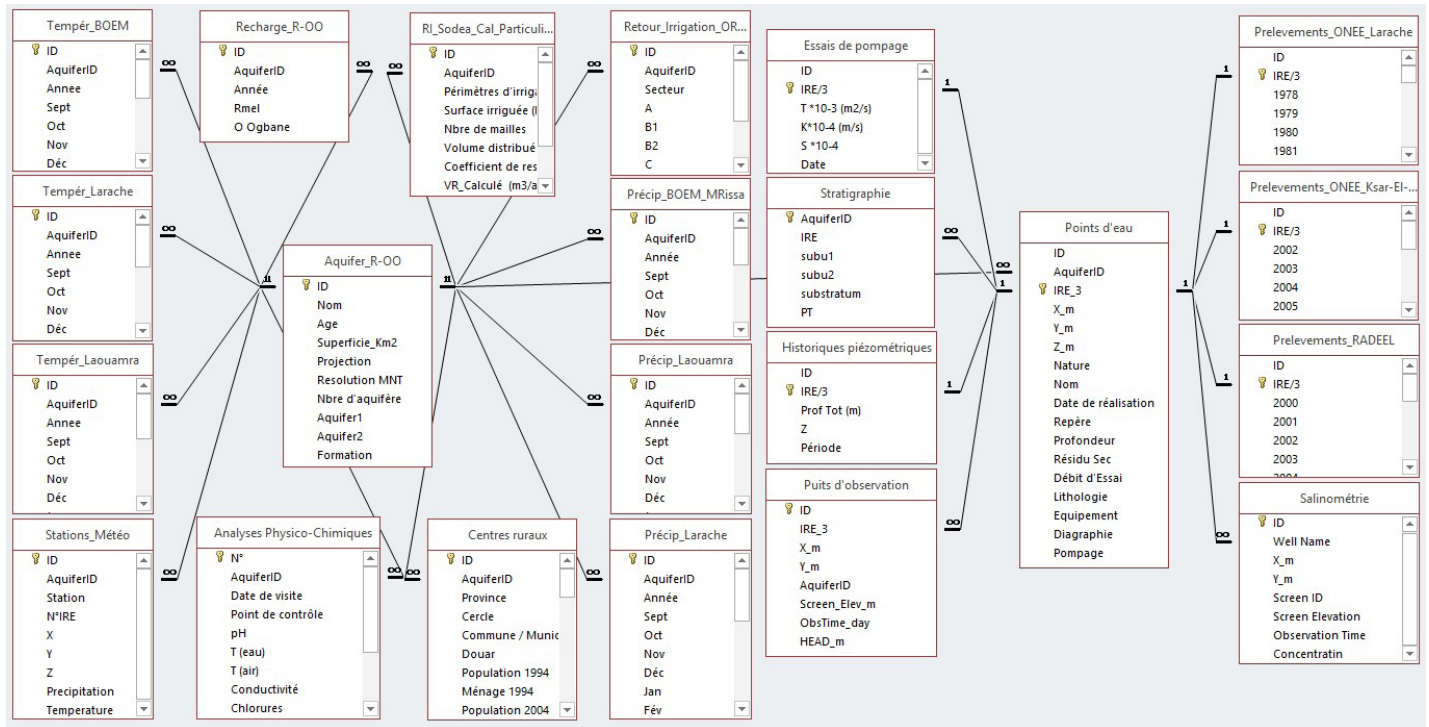 Tempér_BOEM
ID
AquiferID
Annee
Sept
Oct
Nov
Déc
Tempér_Larache
ID
AquiferID
Annee
Sept
Oct
Nov
Déc
Tempér_Laouamra
ID
AquiferID
Annee
Sept
Oct
Nov
Déc
Stations_Météo
ID
AquiferID
Station
N°IRE
X
Y
Z
Precipitation
Temperature
Recharge_R-OO
ID
AquiferID
Année
Rmel
O Ogbane
Aquifer_R-OO
ID
Nom
Age
Superficie_Km2
Projection
Resolution MNT
Nbre d'aquifère
Aquifer1
Aquifer2
Formation
Analyses Physico-Chimiques
N°
AquiferID
Date de visite
Point de contrôle
pH
T (eau)
T (air)
Conductivité
Chlorures
RI_Sodea_Cal_Particuli...
ID
AquiferID
Périmètres d'irriga
Surface irriguée (
Nbre de mailles
Volume distribué
Coefficient de res
VR_Calculé (m3/a
Centres ruraux
ID
AquiferID
Province
Cercle
Commune / Munic
Douar
Population 1994
Ménage 1994
Population 2004
Retour_Irrigation_OR...
ID
AquiferID
Secteur
A
B1
B2
C
Précip_BOEM_MRissa
ID
AquiferID
Année
Sept
Oct
Nov
Déc
Précip_Laouamra
ID
AquiferID
Année
Sept
Oct
Nov
Déc
Précip_Larache
ID
AquiferID
Année
Sept
Oct
Nov
Déc
Jan
Fév
Essais de pompage
ID
IRE/3
T *10-3 (m2/s)
K*10-4 (m/s)
S *10-4
Date
Stratigraphie
AquiferID
IRE
subu1
subu2
substratum
PT
Historiques piézométriques
ID
IRE/3
Prof Tot (m)
Z
Période
Puits d'observation
ID
IRE_3
X_m
Y_m
AquiferID
Screen_Elev_m
ObsTime_day
HEAD_m
Points d'eau
ID
AquiferID
IRE_3
X_m
Y_m
Z_m
Nature
Nom
Date de réalisation
Repère
Profondeur
Résidu Sec
Débit d'Essai
Lithologie
Equipement
Diagraphie
Pompage
Prelevements_ONEE_Larache
ID
IRE/3
1978
1979
1980
1981
Prelevements_ONEE_Ksar-El-...
ID
IRE/3
2002
2003
2004
2005
Prelevements_RADEEL
ID
IRE/3
2000
2001
2002
2003
2004
Salinométrie
ID
Well Name
X_m
Y_m
Screen ID
Screen Elevation
Observation Time
Concentratin